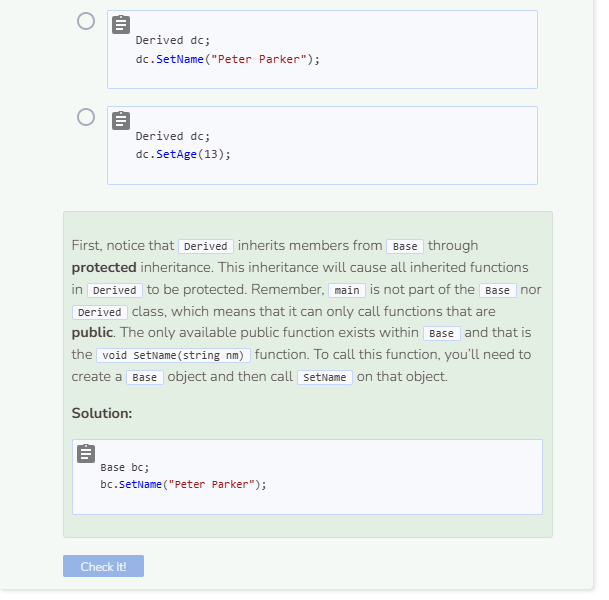 Derived dc;
dc.SetName("Peter Parker");
Derived dc;
dc.SetAge(13);
First, notice that Derived inherits members from Base through
protected inheritance. This inheritance will cause all inherited functions
in Derived to be protected. Remember, main is not part of the Base nor
Derived class, which means that it can only call functions that are
public. The only available public function exists within Base and that is
the void SetName(string nm) function. To call this function, you'll need to
create a Base object and then call SetName on that object.
Solution:
Base bc;
bc.SetName("Peter Parker");
Check It!